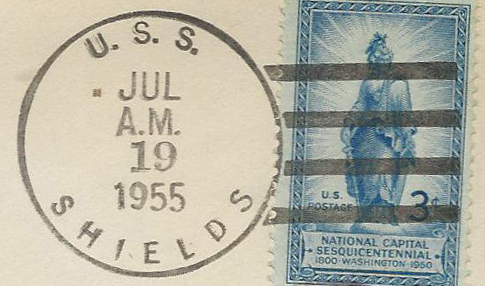 U. S. S.
JUL
A.M.
19
1955
SHIELDS
U.S.
POSTAGE
3¢
NATIONAL CAPITAL
SESQUICENTENNIAL
1800-WASHINGTON-1950